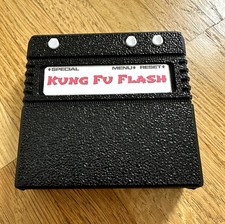 ↑SPECIAL MENU↑ RESET↑
KUNG FU FLASH